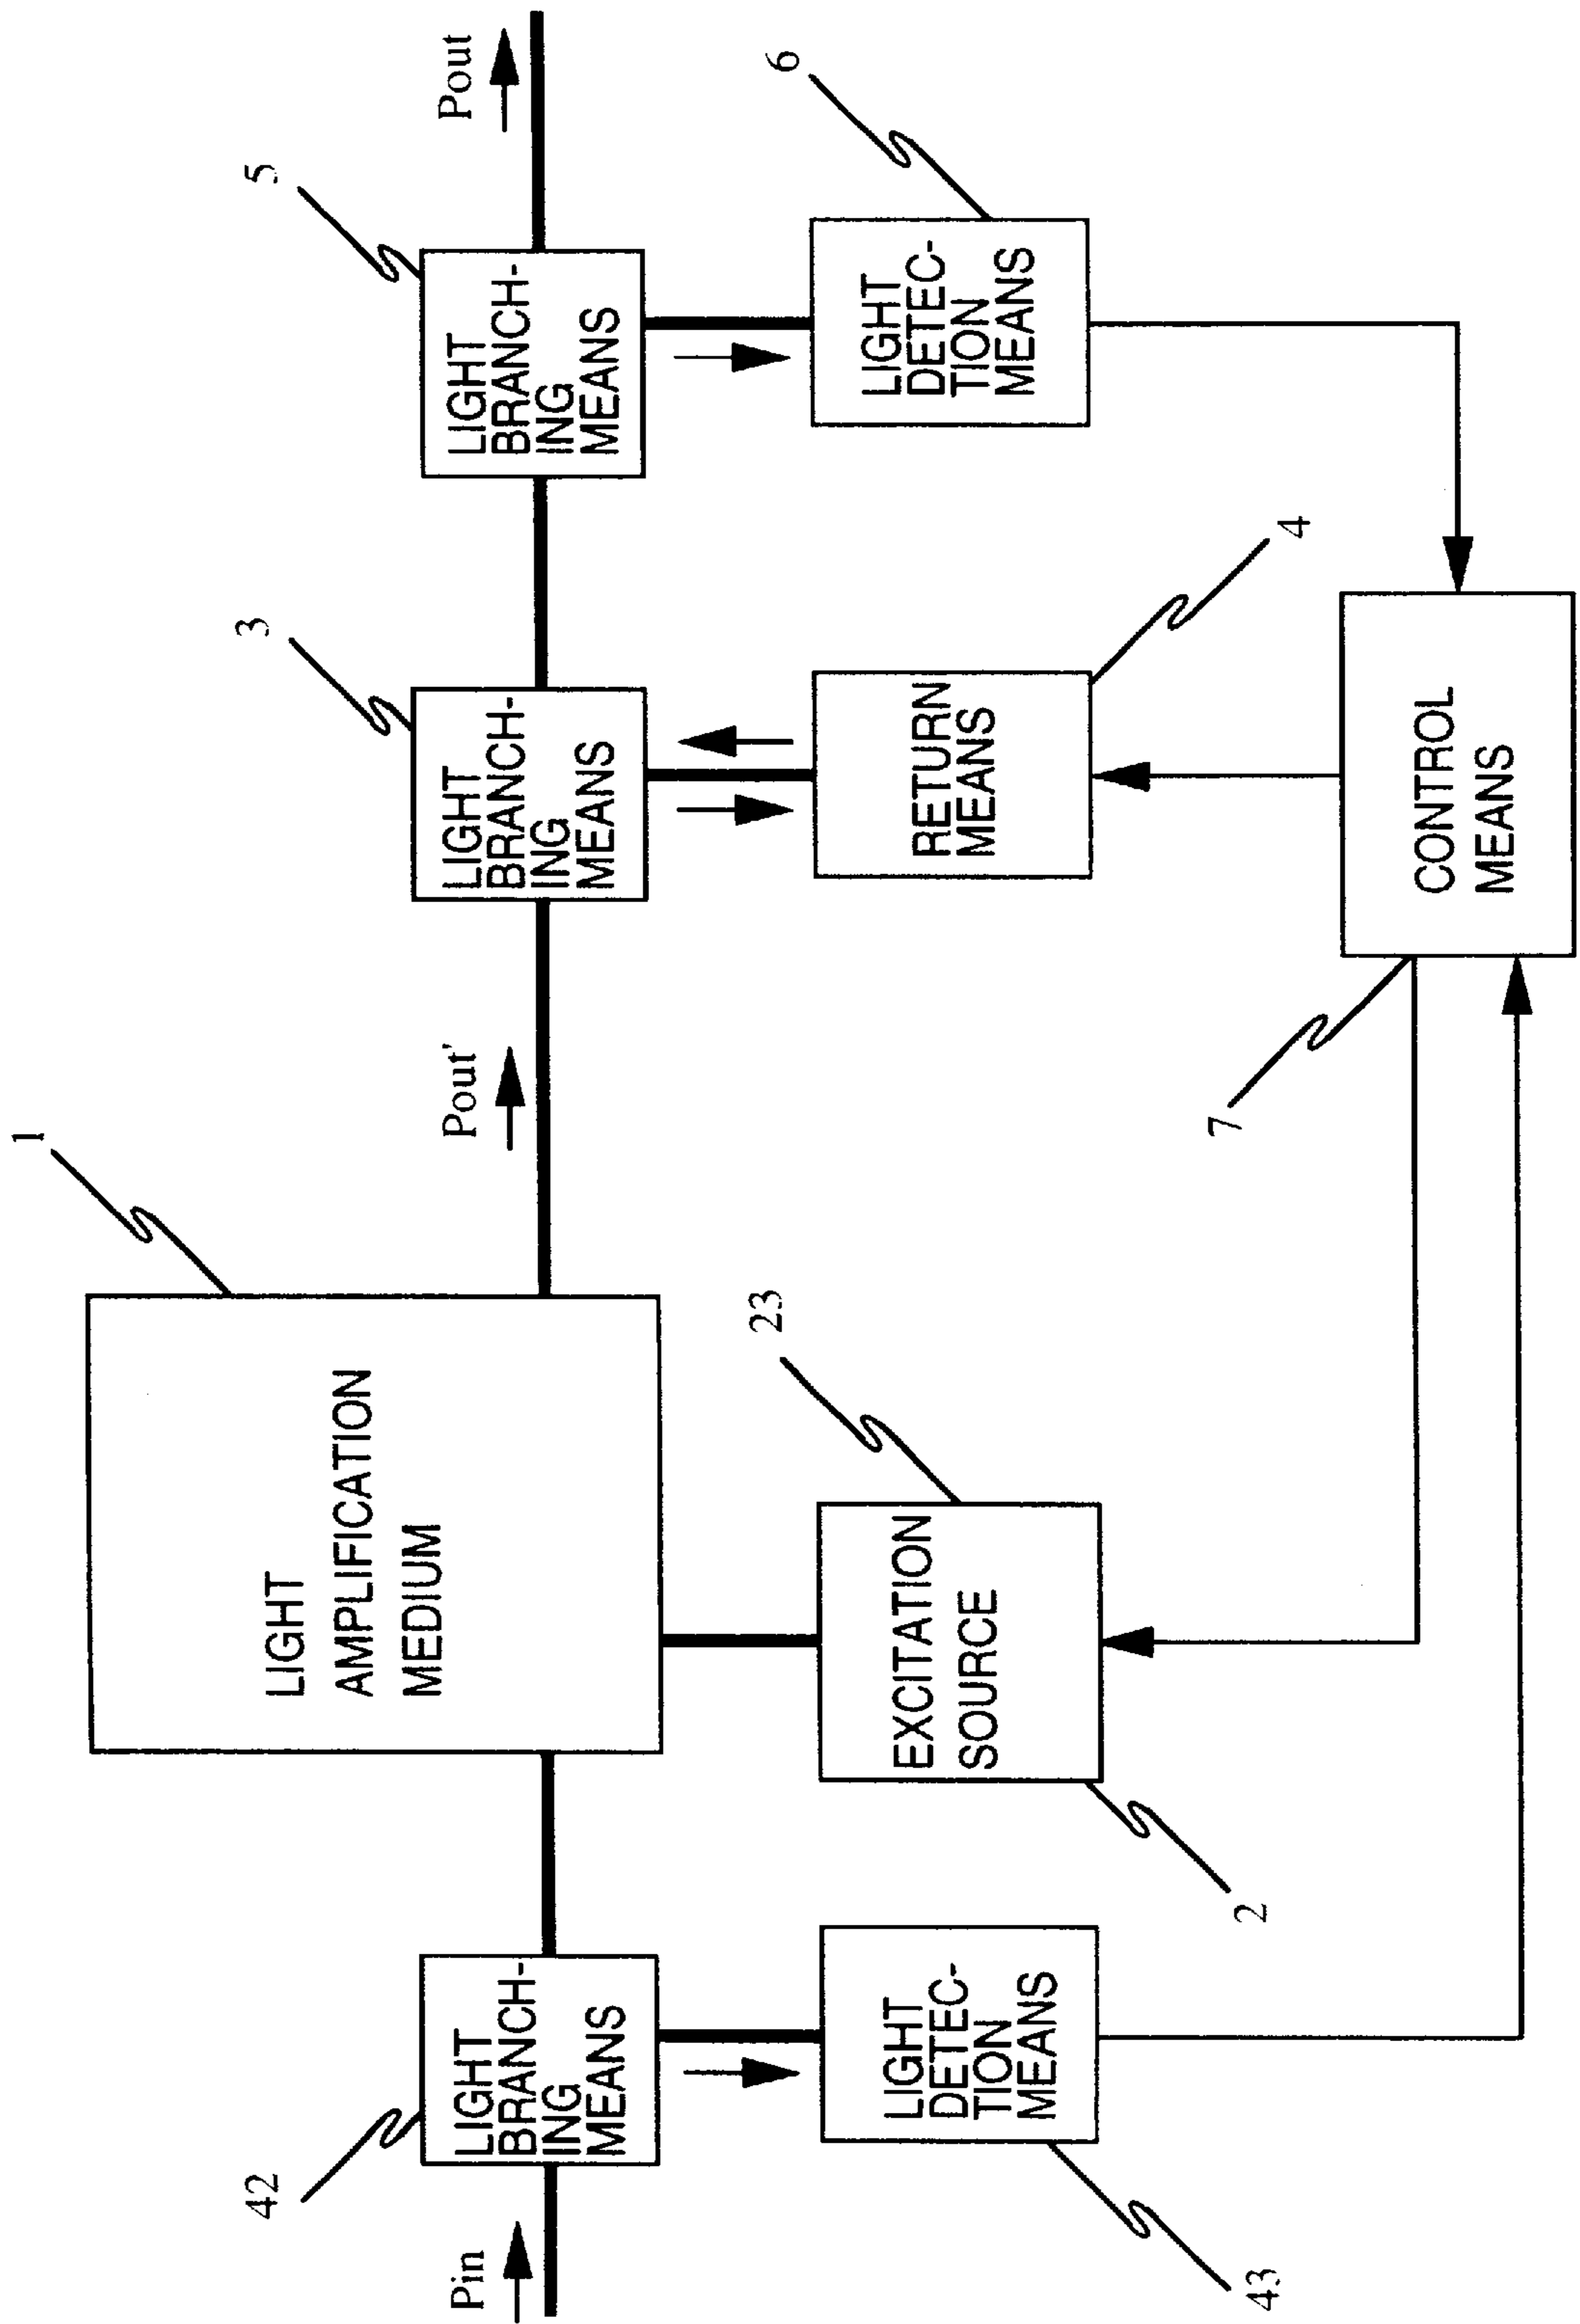 1
5
Pout
3
42
Pout'
Pin
LIGHT
AMPLIFICATION
MEDIUM
LIGHT
BRANCH-
ING
MEANS
LIGHT
BRANCH-
ING
MEANS
LIGHT
BRANCH-
ING
MEANS
23
6
LIGHT
DETEC-
TION
MEANS
EXCITATION
SOURCE
RETURN
MEANS
LIGHT
DETEC-
TION
MEANS
43
2
7
4
CONTROL
MEANS